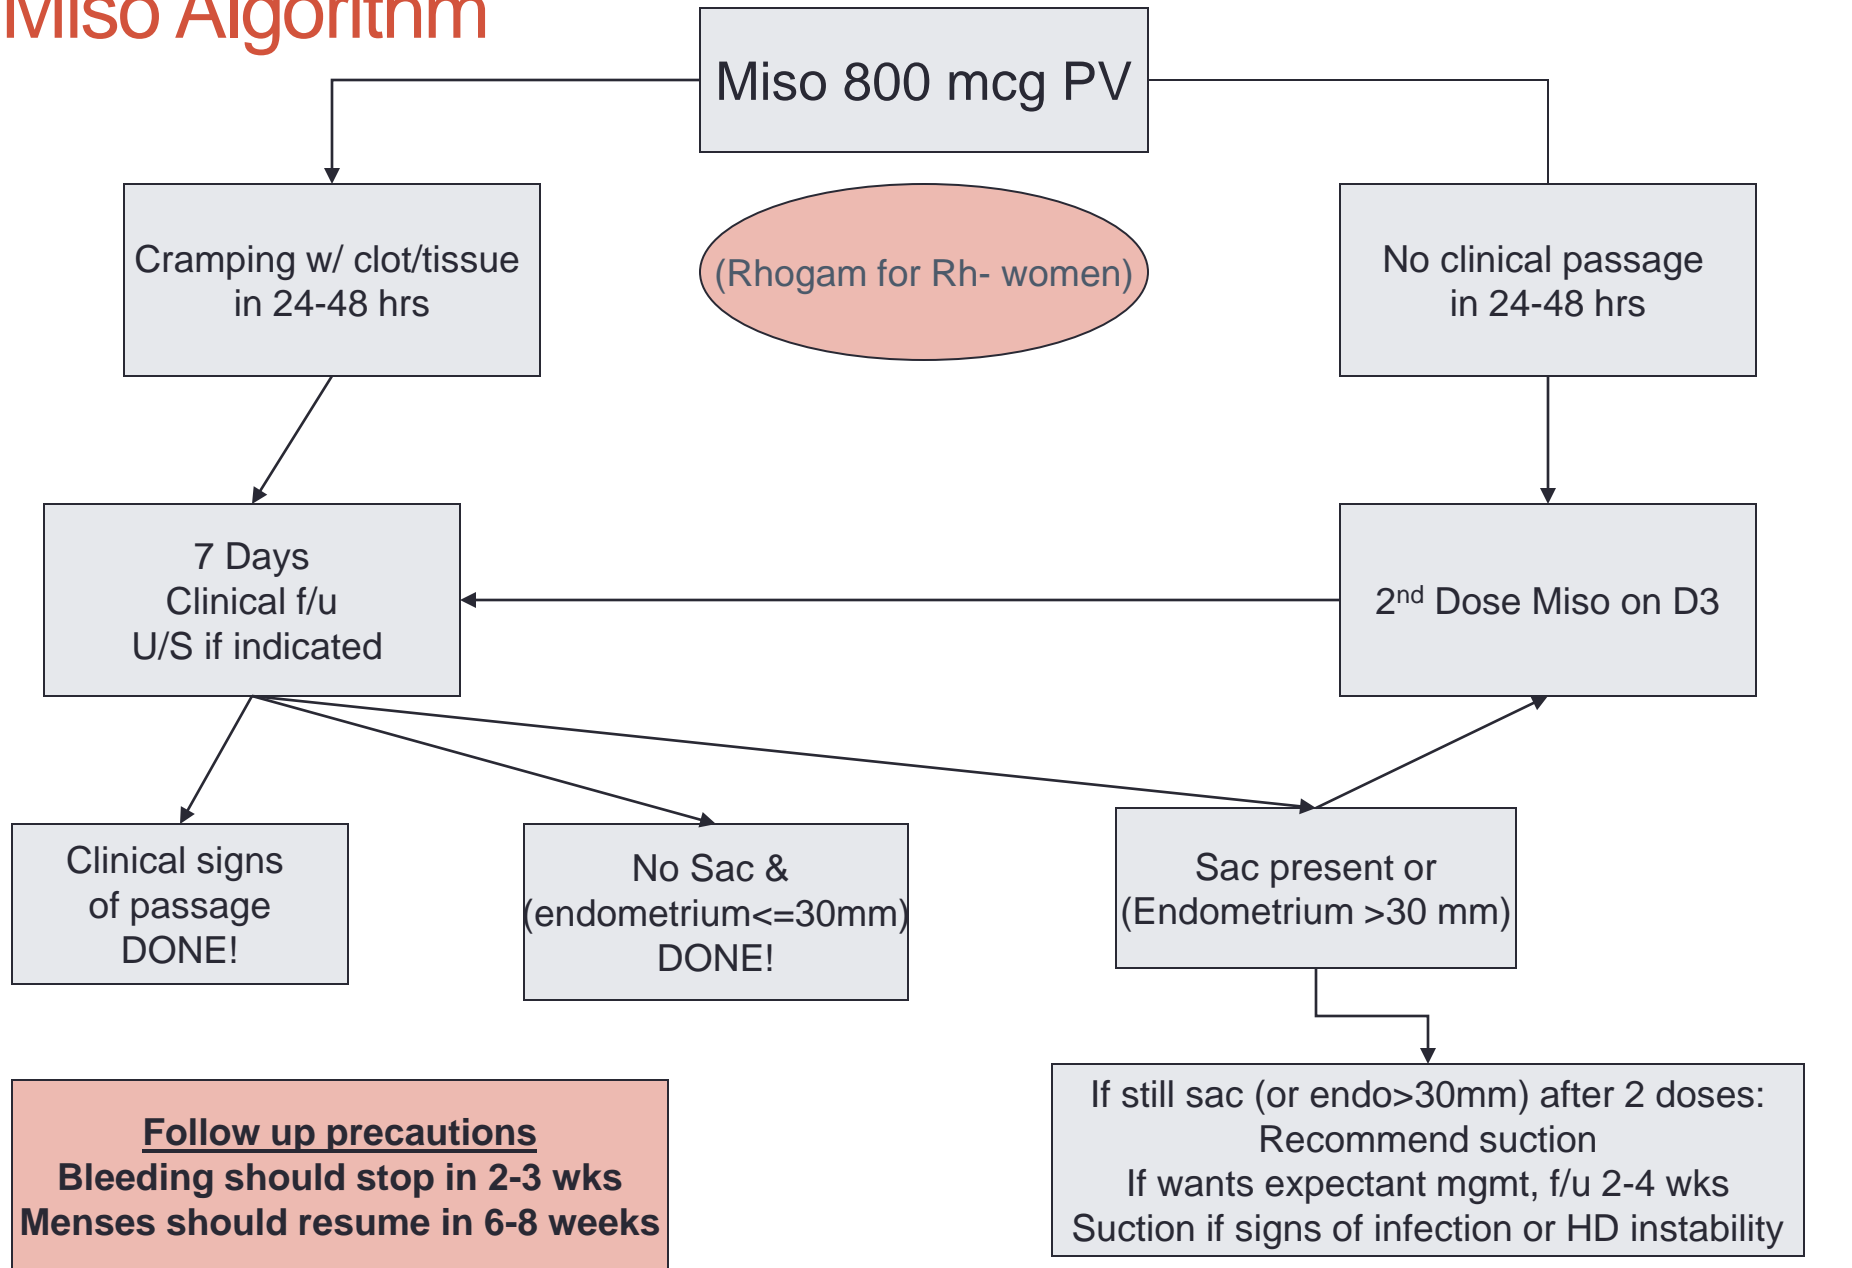 Miso Algorithm
Miso 800 mcg PV
Cramping w/ clot/tissue
in 24-48 hrs
(Rhogam for Rh- women)
No clinical passage
in 24-48 hrs
7 Days
Clinical f/u
U/S if indicated
2nd Dose Miso on D3
Clinical signs
of passage
DONE!
No Sac &
(endometrium<=30mm)
DONE!
Sac present or
(Endometrium >30 mm)
Follow up precautions
Bleeding should stop in 2-3 wks
Menses should resume in 6-8 weeks
If still sac (or endo>30mm) after 2 doses:
Recommend suction
If wants expectant mgmt, f/u 2-4 wks
Suction if signs of infection or HD instability